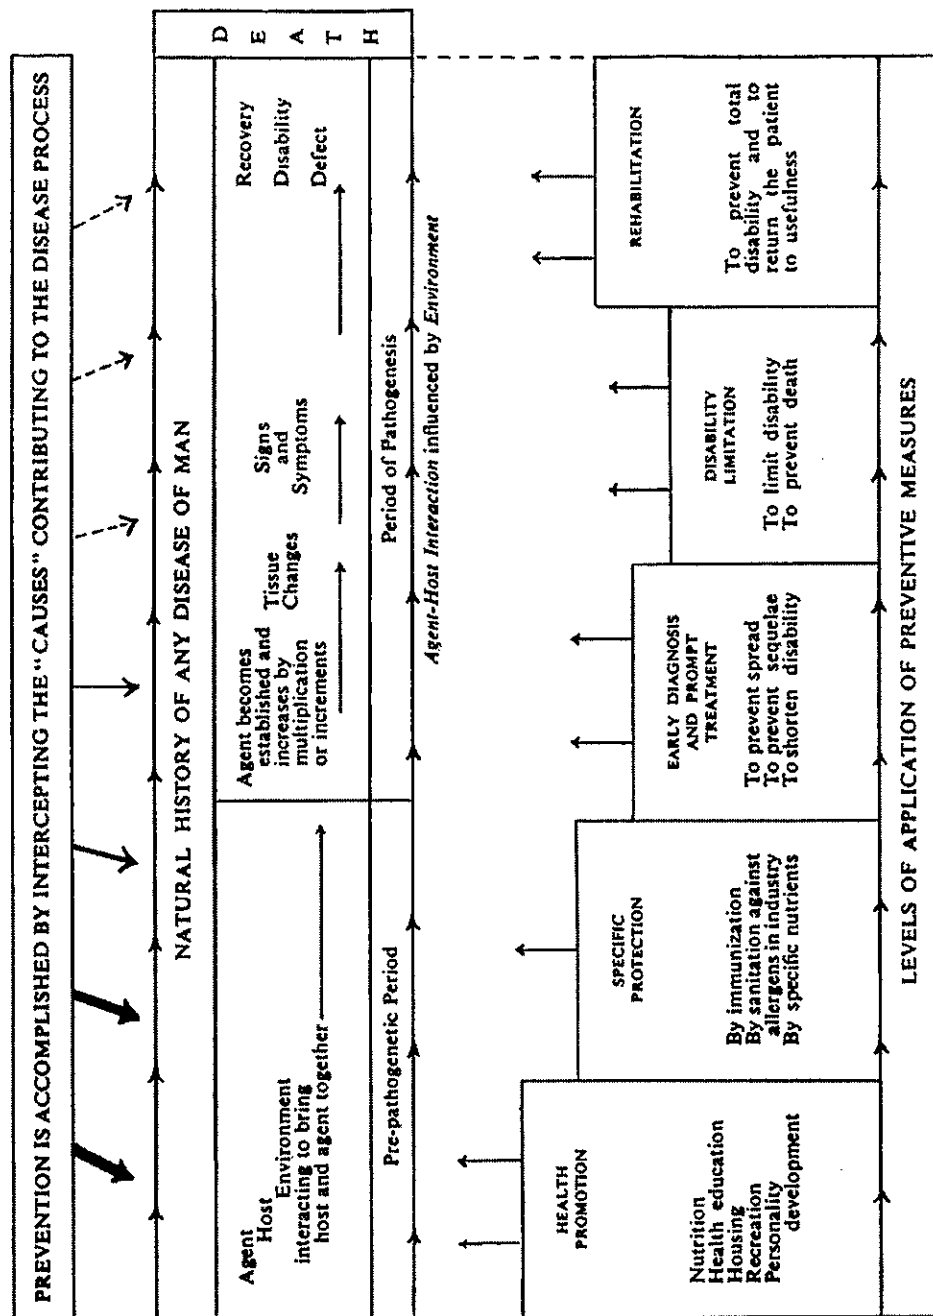 PREVENTION IS ACCOMPLISHED BY INTERCEPTING THE "CAUSES" CONTRIBUTING TO THE DISEASE PROCESS
NATURAL HISTORY OF ANY DISEASE OF MAN
Agent
Host
Environment
interacting to bring
host and agent together
Agent becomes
established and
increases by
multiplication
or increments
Tissue
Changes
Signs
and
Symptoms
Recovery
Disability
Defect
D
E
A
T
H
Pre-pathogenetic Period
Period of Pathogenesis
Agent-Host Interaction influenced by Environment
HEALTH
PROMOTION
Nutrition
Health education
Housing
Recreation
Personality
development
SPECIFIC
PROTECTION
By immunization
By sanitation against
allergens in industry
By specific nutrients
EARLY DIAGNOSIS
AND PROMPT
TREATMENT
To prevent spread
To prevent sequelae
To shorten disability
DISABILITY
LIMITATION
To limit disability
To prevent death
REHABILITATION
To prevent total
disability and to
return the patient
to usefulness
LEVELS OF APPLICATION OF PREVENTIVE MEASURES